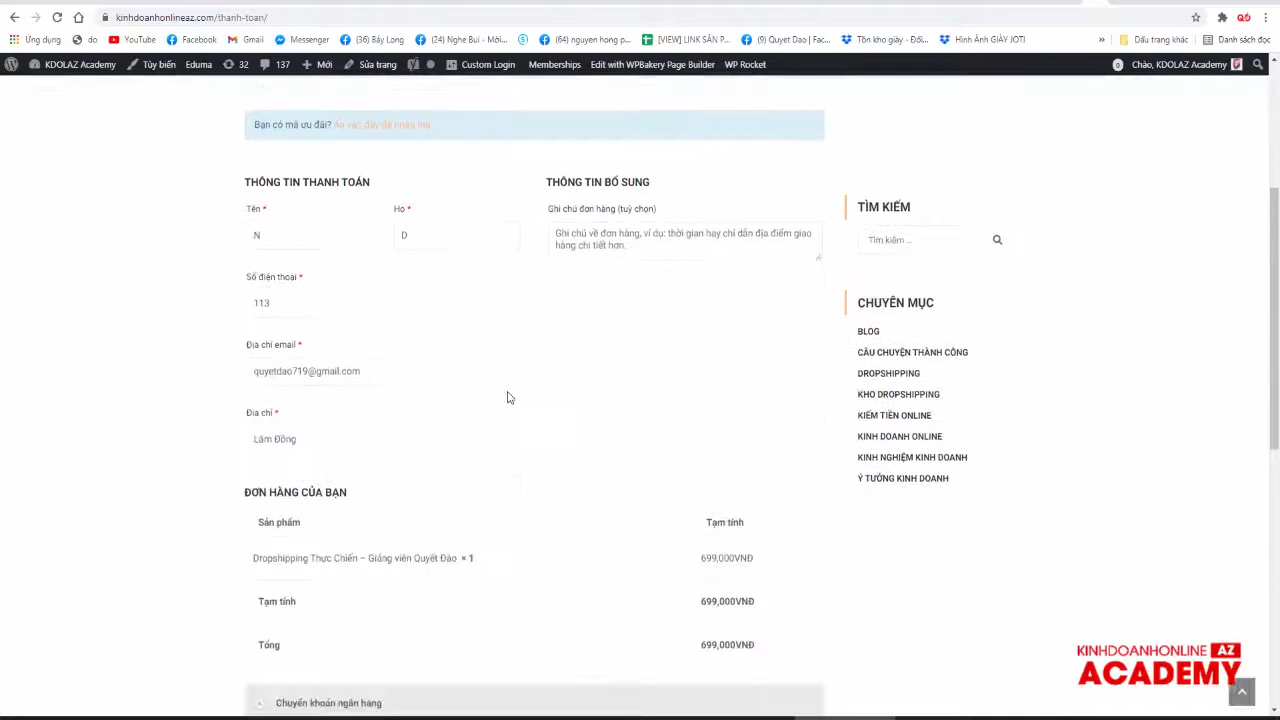 kinhdoanhonlineaz.com/thanh-toan/
Ứng dụng do YouTube Facebook Gmail Messenger (36) Bảy Long (24) Nghe Bui - Mới... (64) nguyen hong p... [VIEW] LINK SẢN P... (9) Quyet Dao | Fac... Tồn kho giày - Đối... Hình Ảnh GIÀY JOTI » Dấu trang khác Danh sách đọc
KDOLAZ Academy Tùy biến Eduma 32 137 Mới Sửa trang Custom Login Memberships Edit with WPBakery Page Builder WP Rocket 0 Chào, KDOLAZ Academy
Bạn có mã ưu đãi?
THÔNG TIN THANH TOÁN
Tên *
Họ *
N
D
Số điện thoại *
113
Địa chỉ email *
quyetdao719@gmail.com
Địa chỉ *
Lâm Đồng
THÔNG TIN BỔ SUNG
Ghi chú đơn hàng (tuỳ chọn)
Ghi chú về đơn hàng, ví dụ: thời gian hay chỉ dẫn địa điểm giao
hàng chi tiết hơn.
TÌM KIẾM
Tìm kiếm ...
CHUYÊN MỤC
BLOG
CÂU CHUYỆN THÀNH CÔNG
DROPSHIPPING
KHO DROPSHIPPING
KIẾM TIỀN ONLINE
KINH DOANH ONLINE
KINH NGHIỆM KINH DOANH
Ý TƯỞNG KINH DOANH
ĐƠN HÀNG CỦA BẠN
Sản phẩm Tạm tính
Dropshipping Thực Chiến – Giảng viên Quyết Đào × 1 699,000VNĐ
Tạm tính 699,000VNĐ
Tổng 699,000VNĐ
Chuyển khoản ngân hàng
KINHDOANHONLINE AZ
ACADEMY